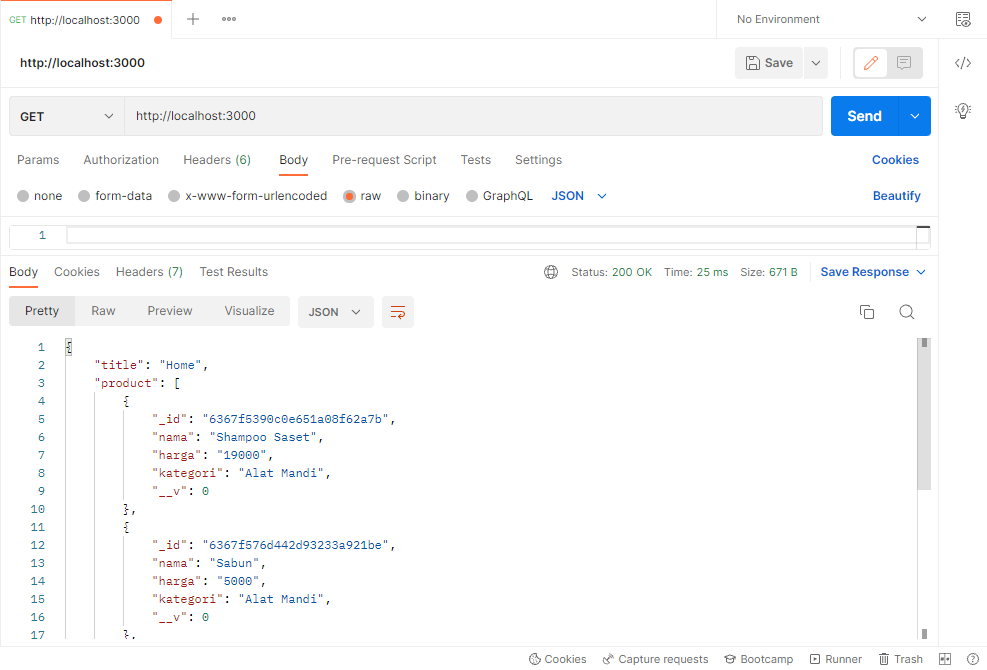 GET http://localhost:3000
No Environment
http://localhost:3000
Save
GET http://localhost:3000 Send
Params Authorization Headers (6) Body Pre-request Script Tests Settings Cookies
none form-data x-www-form-urlencoded raw binary GraphQL JSON Beautify
1
Body Cookies Headers (7) Test Results Status: 200 OK Time: 25 ms Size: 671 B Save Response
Pretty Raw Preview Visualize JSON
1 {
2 "title": "Home",
3 "product": [
4 {
5 "_id": "6367f5390c0e651a08f62a7b",
6 "nama": "Shampoo Saset",
7 "harga": "19000",
8 "kategori": "Alat Mandi",
9 "__v": 0
10 },
11 {
12 "_id": "6367f576d442d93233a921be",
13 "nama": "Sabun",
14 "harga": "5000",
15 "kategori": "Alat Mandi",
16 "__v": 0
17 },
Cookies Capture requests Bootcamp Runner Trash